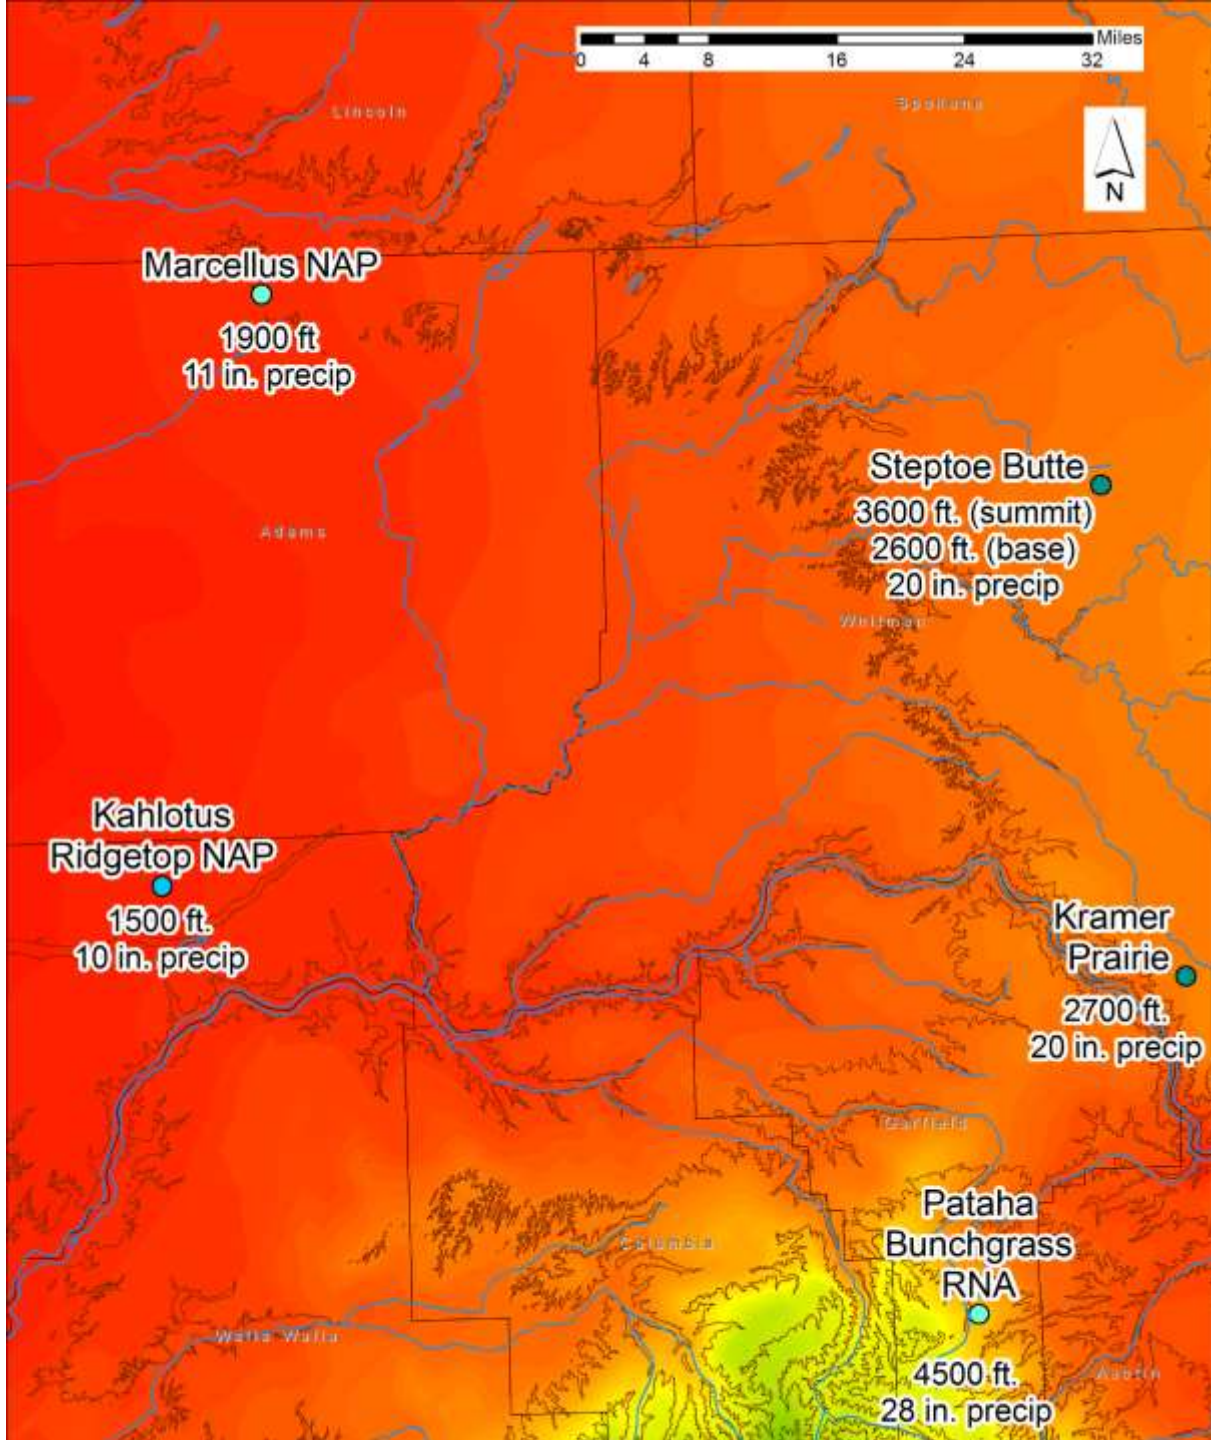 Miles
0 4 8 16 24 32
Lincoln
Spokane
N
Marcellus NAP
1900 ft
11 in. precip
Steptoe Butte
3600 ft. (summit)
2600 ft. (base)
20 in. precip
Adams
Whitman
Kahlotus
Ridgetop NAP
1500 ft.
10 in. precip
Kramer
Prairie
2700 ft.
20 in. precip
Garfield
Pataha
Bunchgrass
RNA
Columbia
Walla Walla
4500 ft.
28 in. precip
Asotin